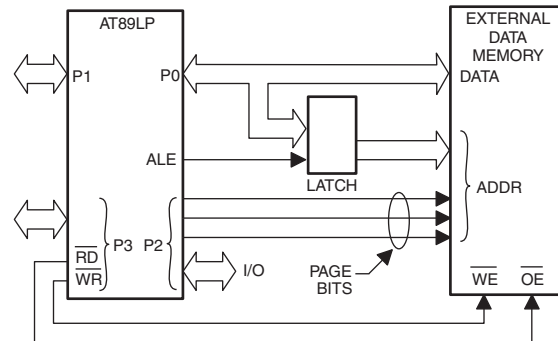 AT89LP
EXTERNAL
DATA
MEMORY
P1
P0
DATA
ALE
LATCH
ADDR
P3
P2
RD
WR
I/O
PAGE
BITS
WE
OE